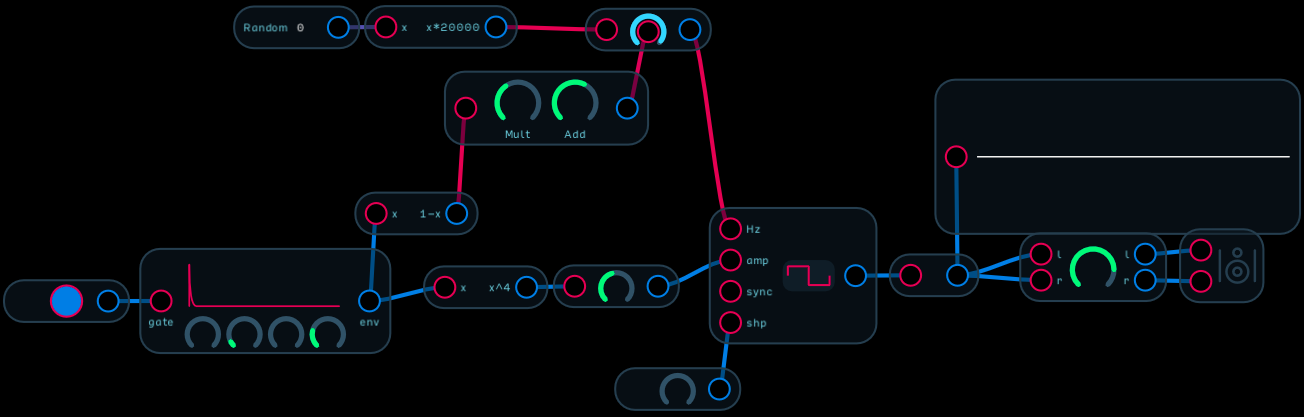 Random 0
x x*20000
Mult Add
x 1-x
Hz
amp
sync
shp
gate env
x x^4
l l
r r